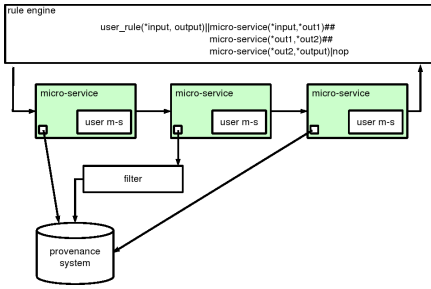 rule engine
user_rule(*input, output)||micro-service(*input,*out1)##
micro-service(*out1,*out2)##
micro-service(*out2,*output)|nop
micro-service
micro-service
micro-service
user m-s
user m-s
user m-s
filter
provenance
system